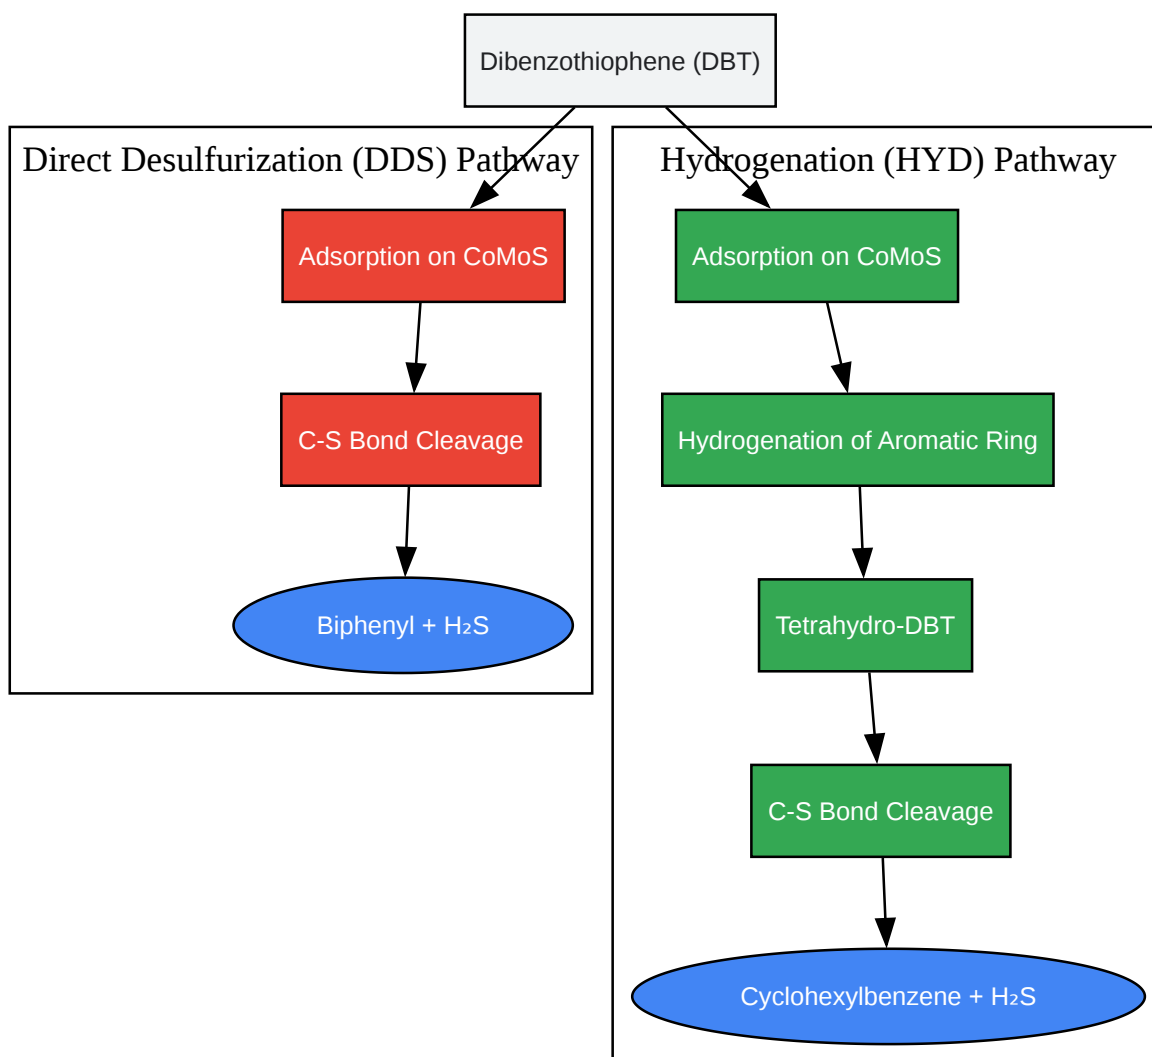 Dibenzothiophene (DBT)
Direct Desulfurization (DDS) Pathway
Adsorption on CoMoS
C-S Bond Cleavage
Biphenyl + H₂S
Hydrogenation (HYD) Pathway
Adsorption on CoMoS
Hydrogenation of Aromatic Ring
Tetrahydro-DBT
C-S Bond Cleavage
Cyclohexylbenzene + H₂S